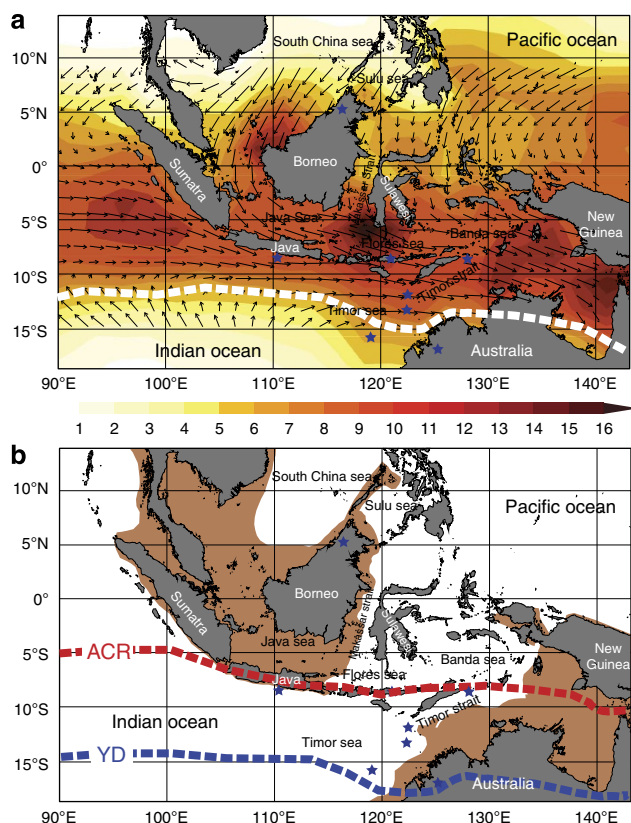 a
10°N
5°N
0°
5°S
10°S
15°S
South China sea
Pacific ocean
Sulu sea
Borneo
Sumatra
Makassar Strait
Sulawesi
Java Sea
Java
Flores sea
Banda sea
New
Guinea
Timor strait
Timor sea
Indian ocean
Australia
90°E 100°E 110°E 120°E 130°E 140°E
1 2 3 4 5 6 7 8 9 10 11 12 13 14 15 16
b
10°N
5°N
0°
5°S
10°S
15°S
South China sea
Pacific ocean
Sulu sea
Borneo
Sumatra
Makassar strait
Sulawesi
Java sea
Java
Flores sea
Banda sea
New
Guinea
ACR
Timor strait
Indian ocean
Timor sea
YD
Australia
90°E 100°E 110°E 120°E 130°E 140°E